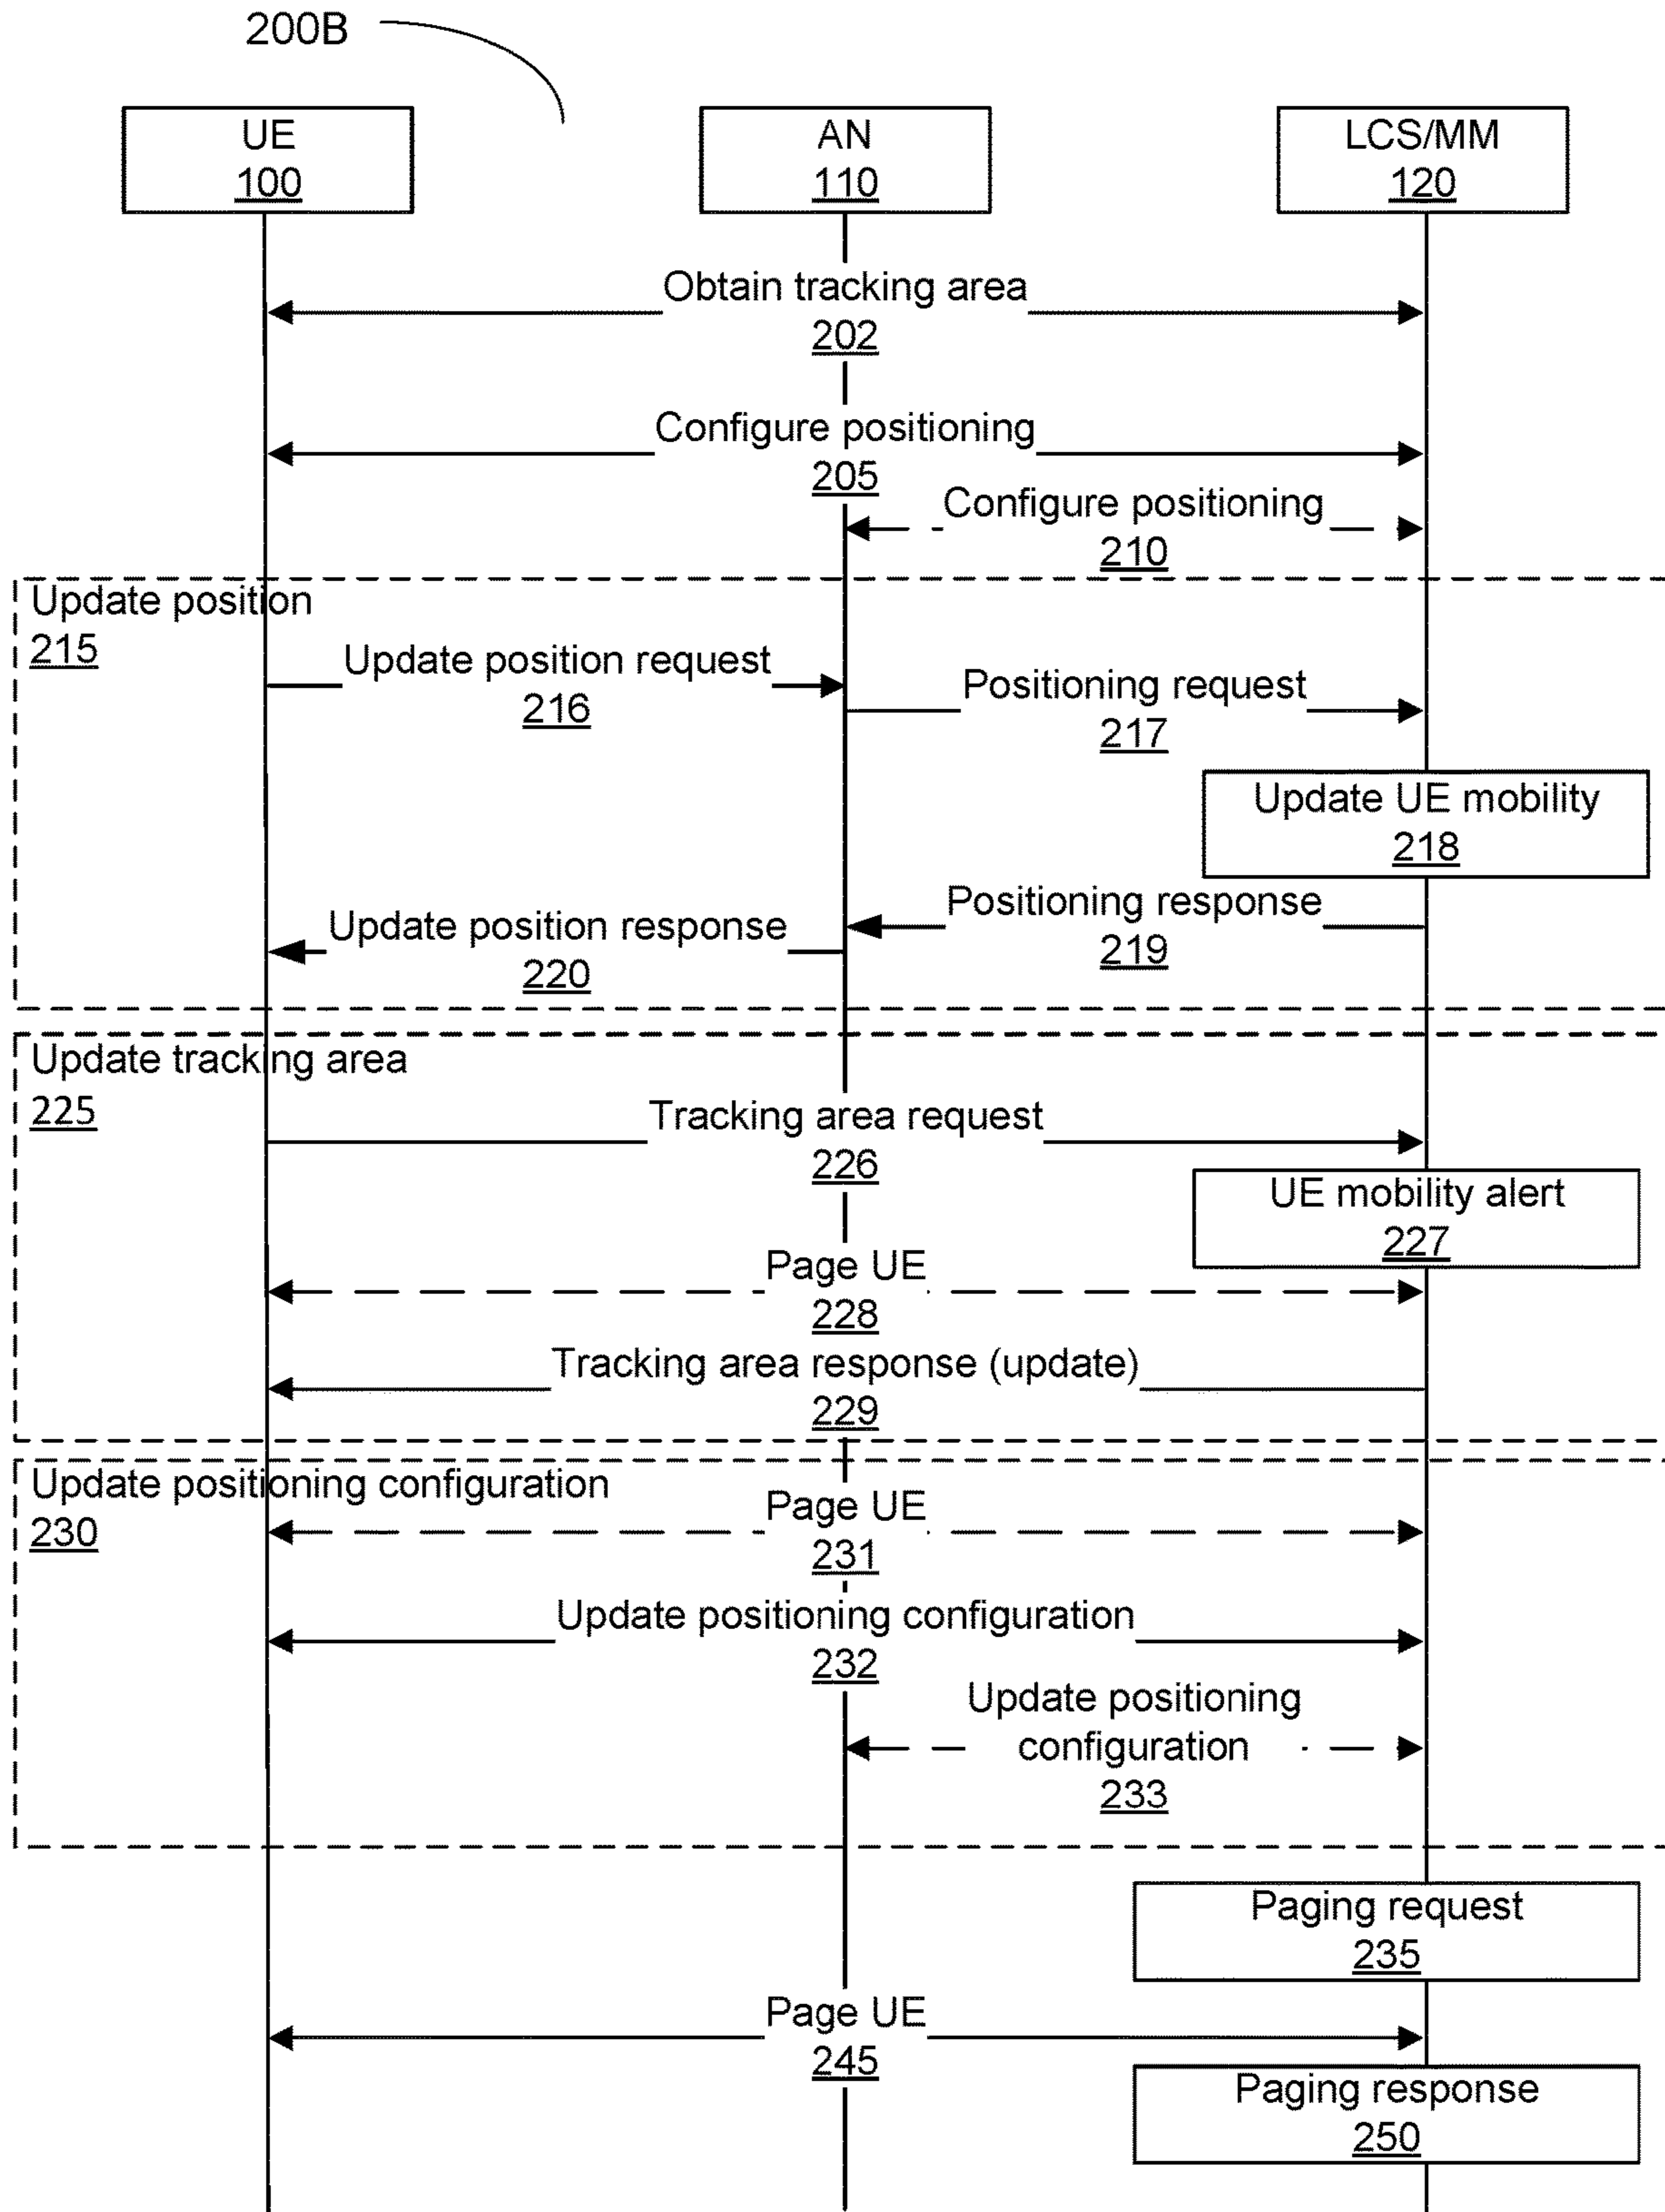 200B
UE
100
AN
110
LCS/MM
120
Obtain tracking area
202
Configure positioning
205
Configure positioning
210
Update position
215
Update position request
216
Positioning request
217
Update UE mobility
218
Positioning response
219
Update position response
220
Update tracking area
225
Tracking area request
226
UE mobility alert
227
Page UE
228
Tracking area response (update)
229
Update positioning configuration
230
Page UE
231
Update positioning configuration
232
Update positioning
configuration
233
Paging request
235
Page UE
245
Paging response
250